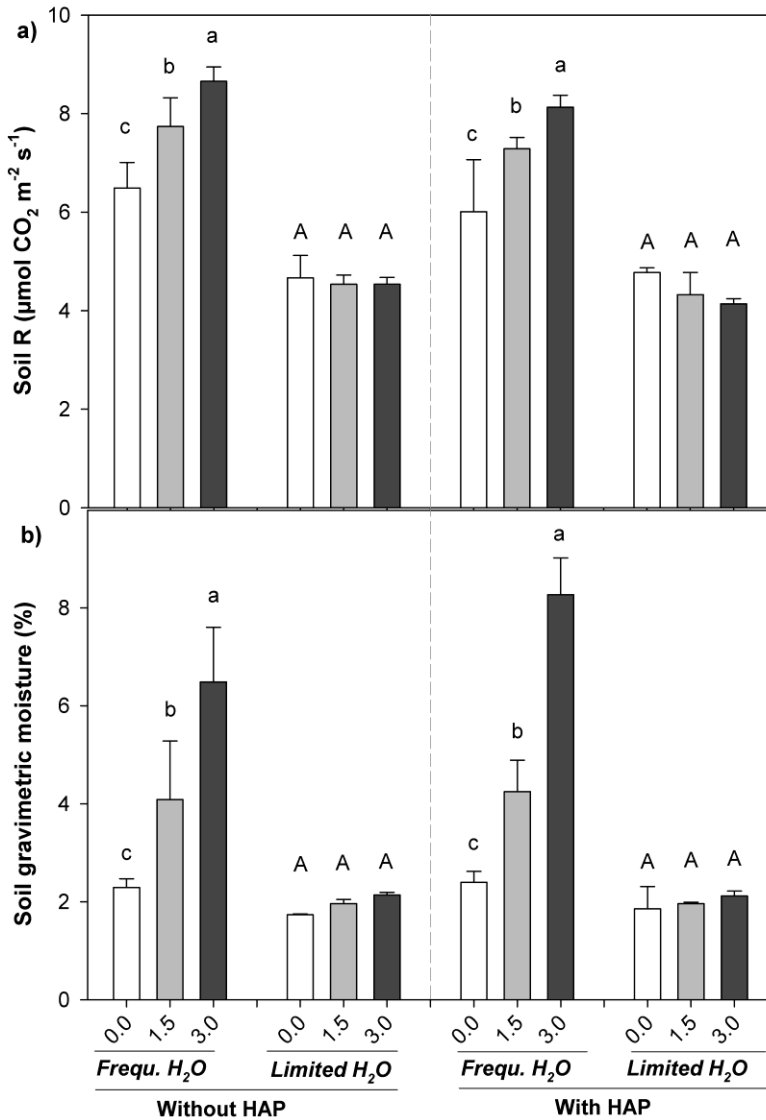 a)
Soil R (µmol CO₂ m⁻² s⁻¹)
10
8
6
4
2
0
c b a A A A c b a A A A
b)
Soil gravimetric moisture (%)
8
6
4
2
0
c b a A A A c b a A A A
0.0 1.5 3.0 0.0 1.5 3.0 0.0 1.5 3.0 0.0 1.5 3.0
Frequ. H₂O Limited H₂O Frequ. H₂O Limited H₂O
Without HAP With HAP